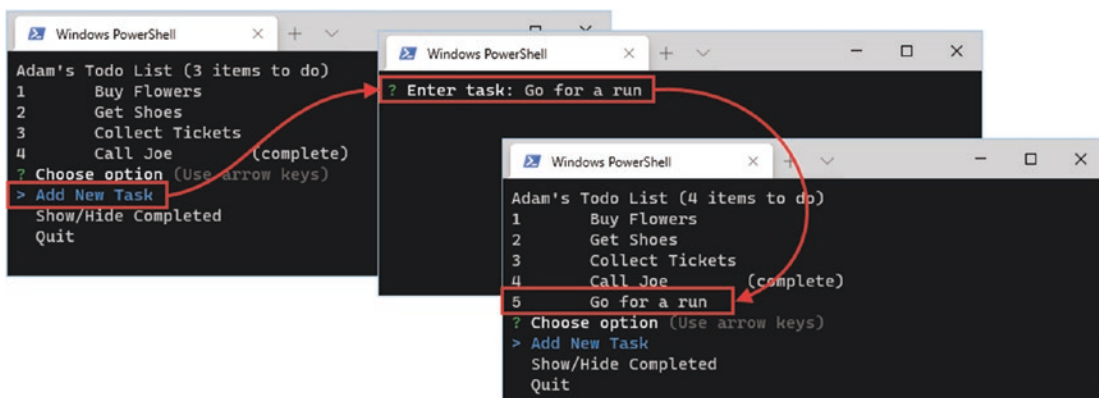 Windows PowerShell
Adam's Todo List (3 items to do)
1 Buy Flowers
2 Get Shoes
3 Collect Tickets
4 Call Joe (complete)
? Choose option (Use arrow keys)
> Add New Task
Show/Hide Completed
Quit
Windows PowerShell
? Enter task: Go for a run
Windows PowerShell
Adam's Todo List (4 items to do)
1 Buy Flowers
2 Get Shoes
3 Collect Tickets
4 Call Joe (complete)
5 Go for a run
? Choose option (Use arrow keys)
> Add New Task
Show/Hide Completed
Quit